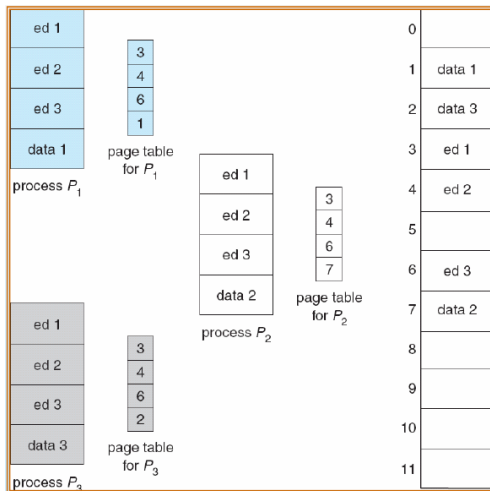 ed 1
ed 2
ed 3
data 1
process P1
3
4
6
1
page table
for P1
ed 1
ed 2
ed 3
data 2
process P2
3
4
6
7
page table
for P2
ed 1
ed 2
ed 3
data 3
process P3
3
4
6
2
page table
for P3
0
1 data 1
2 data 3
3 ed 1
4 ed 2
5
6 ed 3
7 data 2
8
9
10
11